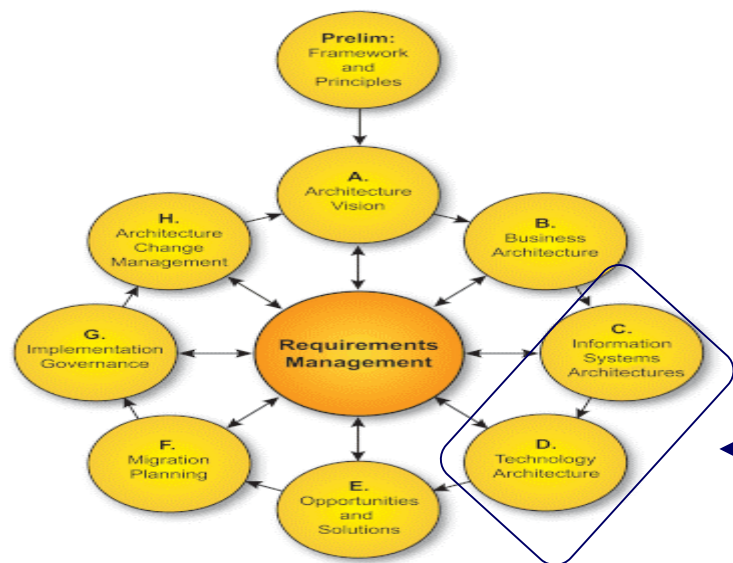 Prelim:
Framework
and
Principles
A.
Architecture
Vision
H.
Architecture
Change
Management
B.
Business
Architecture
G.
Implementation
Governance
Requirements
Management
C.
Information
Systems
Architectures
F.
Migration
Planning
D.
Technology
Architecture
E.
Opportunities
and
Solutions